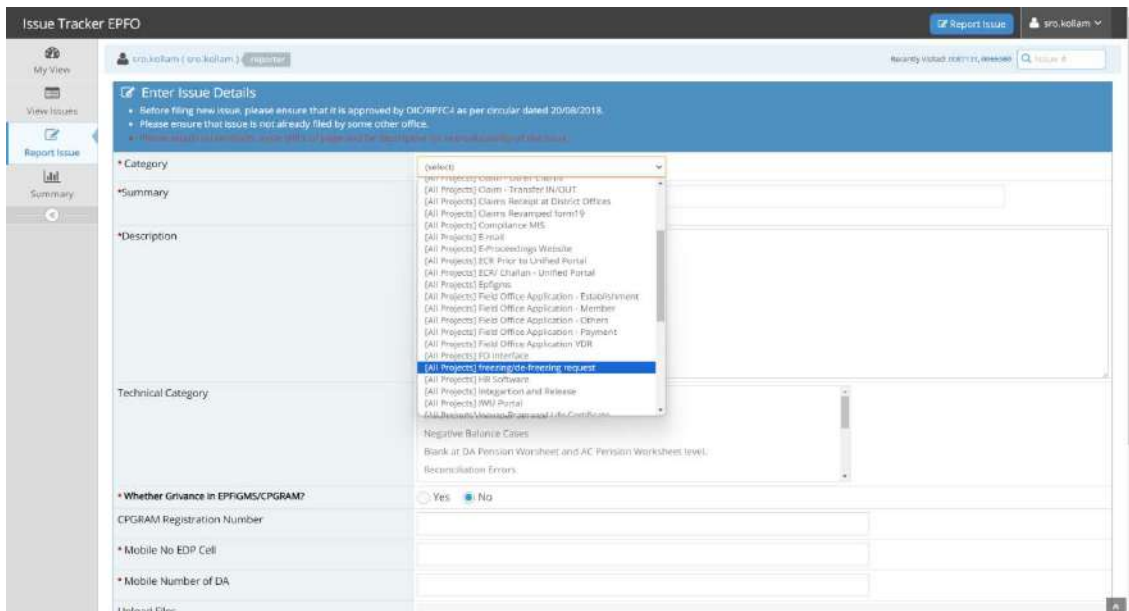 Issue Tracker EPFO
Report Issue
sro.kollam
My View
View Issues
Report Issue
Summary
sro.kollam ( sro.kollam ) reporter
Recently Visited:
Issue #
Enter Issue Details
Before filing new issue, please ensure that it is approved by OIC/RPFC-I as per circular dated 20/08/2018.
Please ensure that issue is not already filed by some other office.
* Category
(select)
[All Projects] Claim - Transfer IN/OUT
[All Projects] Claims Receipt at District Offices
[All Projects] Claims Revamped form19
[All Projects] Compliance MIS
[All Projects] E-mail
[All Projects] E-Proceedings Website
[All Projects] ECR Prior to Unified Portal
[All Projects] ECR/ Challan - Unified Portal
[All Projects] Epfigms
[All Projects] Field Office Application - Establishment
[All Projects] Field Office Application - Member
[All Projects] Field Office Application - Others
[All Projects] Field Office Application - Payment
[All Projects] Field Office Application VDR
[All Projects] FO Interface
[All Projects] freezing/de-freezing request
[All Projects] HR Software
[All Projects] Integartion and Release
[All Projects] IWU Portal
*Summary
*Description
Technical Category
Negative Balance Cases
Blank at DA Pension Worsheet and AC Pension Worksheet level.
Reconciliation Errors
* Whether Grivance in EPFiGMS/CPGRAM?
Yes No
CPGRAM Registration Number
* Mobile No EDP Cell
* Mobile Number of DA
Upload Files